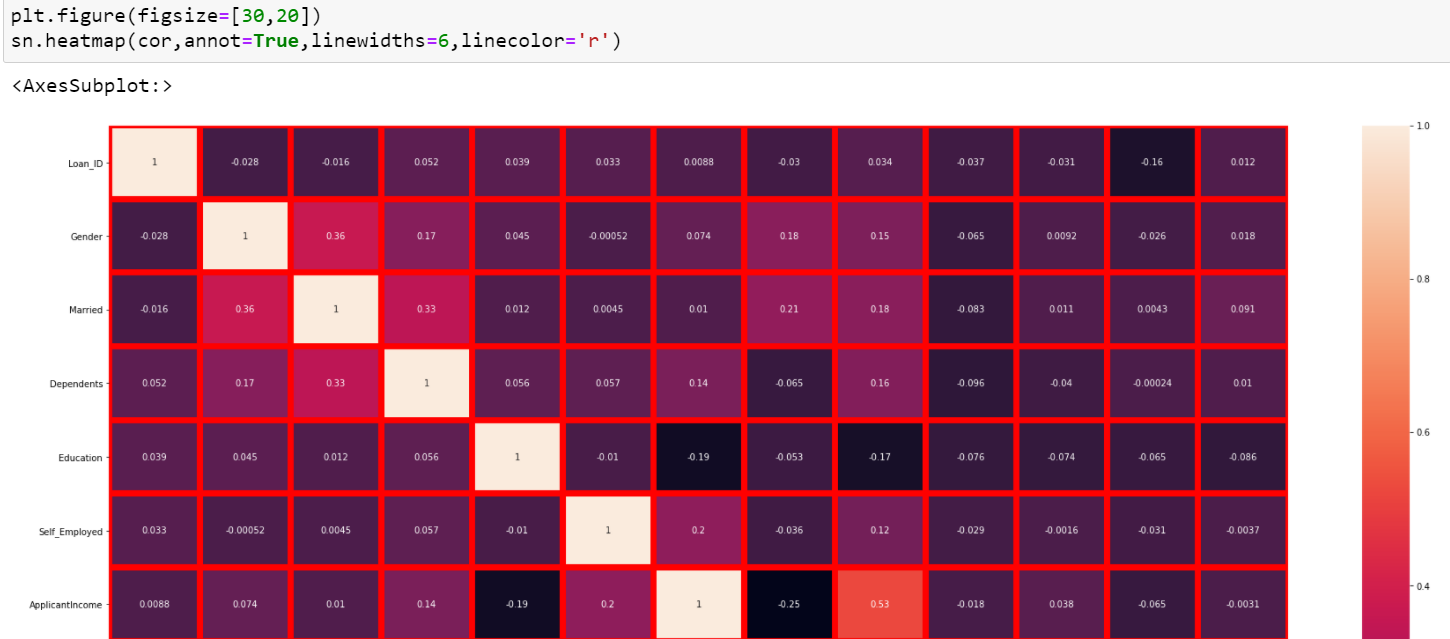 plt.figure(figsize=[30,20])
sn.heatmap(cor,annot=True,linewidths=6,linecolor='r')
<AxesSubplot:>
Loan_ID 1 -0.028 -0.016 0.052 0.039 0.033 0.0088 -0.03 0.034 -0.037 -0.031 -0.16 0.012
Gender -0.028 1 0.36 0.17 0.045 -0.00052 0.074 0.18 0.15 -0.065 0.0092 -0.026 0.018
Married -0.016 0.36 1 0.33 0.012 0.0045 0.01 0.21 0.18 -0.083 0.011 0.0043 0.091
Dependents 0.052 0.17 0.33 1 0.056 0.057 0.14 -0.065 0.16 -0.096 -0.04 -0.00024 0.01
Education 0.039 0.045 0.012 0.056 1 -0.01 -0.19 -0.053 -0.17 -0.076 -0.074 -0.065 -0.086
Self_Employed 0.033 -0.00052 0.0045 0.057 -0.01 1 0.2 -0.036 0.12 -0.029 -0.0016 -0.031 -0.0037
ApplicantIncome 0.0088 0.074 0.01 0.14 -0.19 0.2 1 -0.25 0.53 -0.018 0.038 -0.065 -0.0031
1.0
0.8
0.6
0.4